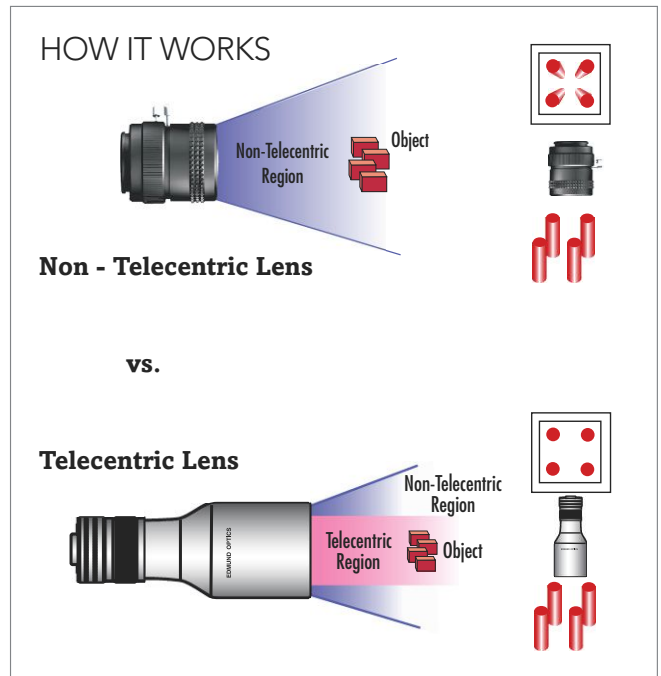 HOW IT WORKS
Non-Telecentric
Region
Object
Non - Telecentric Lens
vs.
Telecentric Lens
Non-Telecentric
Region
Telecentric
Region
Object
EDMUND OPTICS